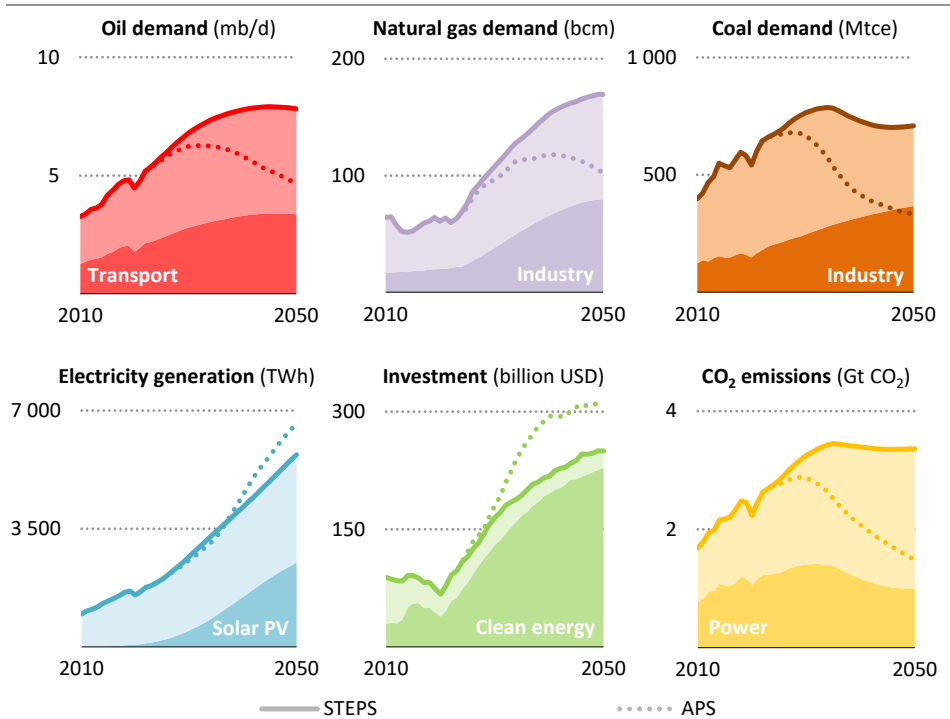 Oil demand (mb/d)
10
5
Transport
2010 2050
Natural gas demand (bcm)
200
100
Industry
2010 2050
Coal demand (Mtce)
1 000
500
Industry
2010 2050
Electricity generation (TWh)
7 000
3 500
Solar PV
2010 2050
Investment (billion USD)
300
150
Clean energy
2010 2050
CO₂ emissions (Gt CO₂)
4
2
Power
2010 2050
STEPS APS